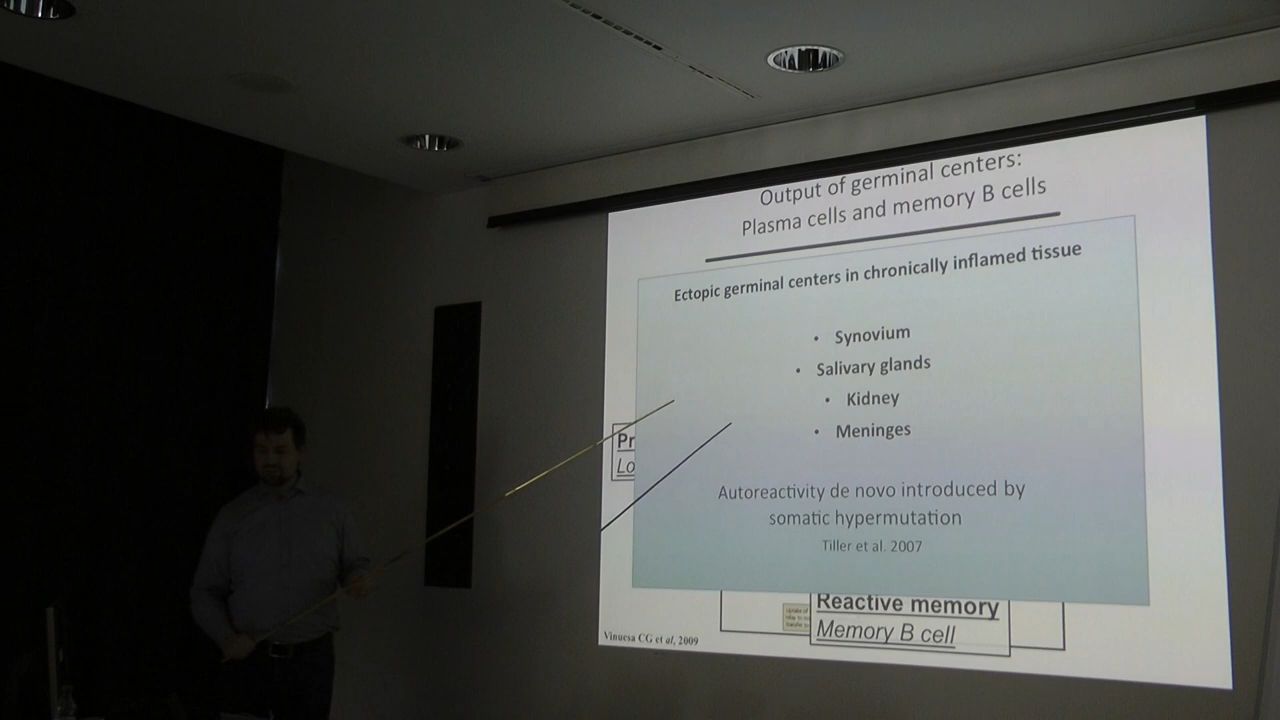 Output of germinal centers:
Plasma cells and memory B cells
Ectopic germinal centers in chronically inflamed tissue
• Synovium
• Salivary glands
• Kidney
• Meninges
Pr
Lo
Autoreactivity de novo introduced by
somatic hypermutation
Tiller et al. 2007
Reactive memory
Memory B cell
Vinuesa CG et al, 2009